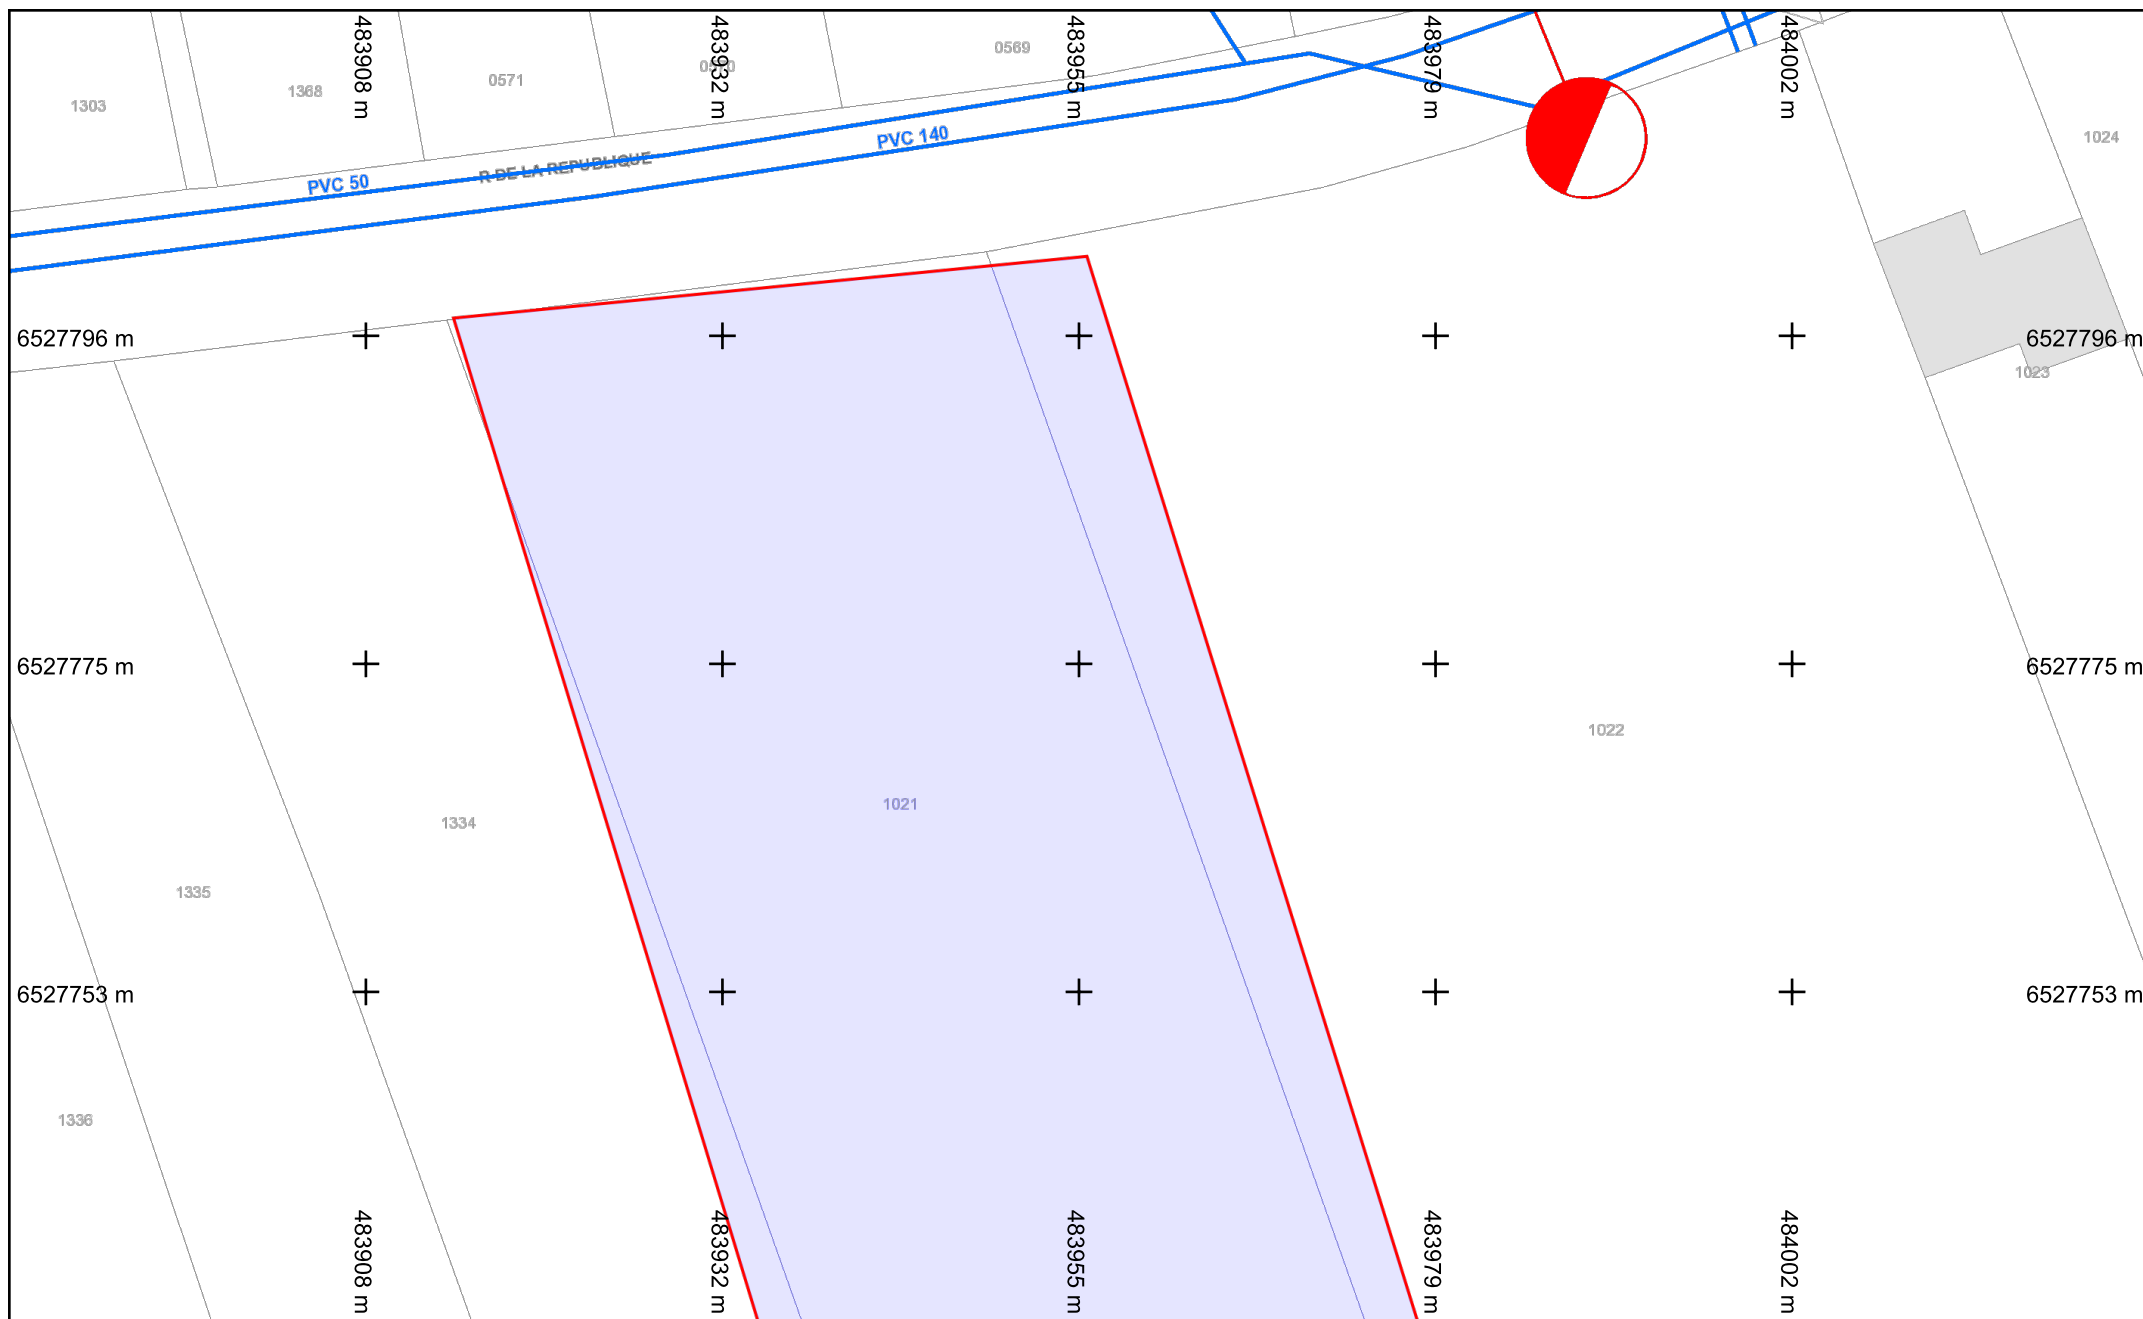 483908 m
483932 m
483955 m
483979 m
484002 m
0569
0571
1368
1303
1024
PVC 140
R DE LA REPUBLIQUE
PVC 50
6527796 m
6527796 m
1023
6527775 m
6527775 m
1022
1021
1334
1335
6527753 m
6527753 m
1336
483908 m
483932 m
483955 m
483979 m
484002 m